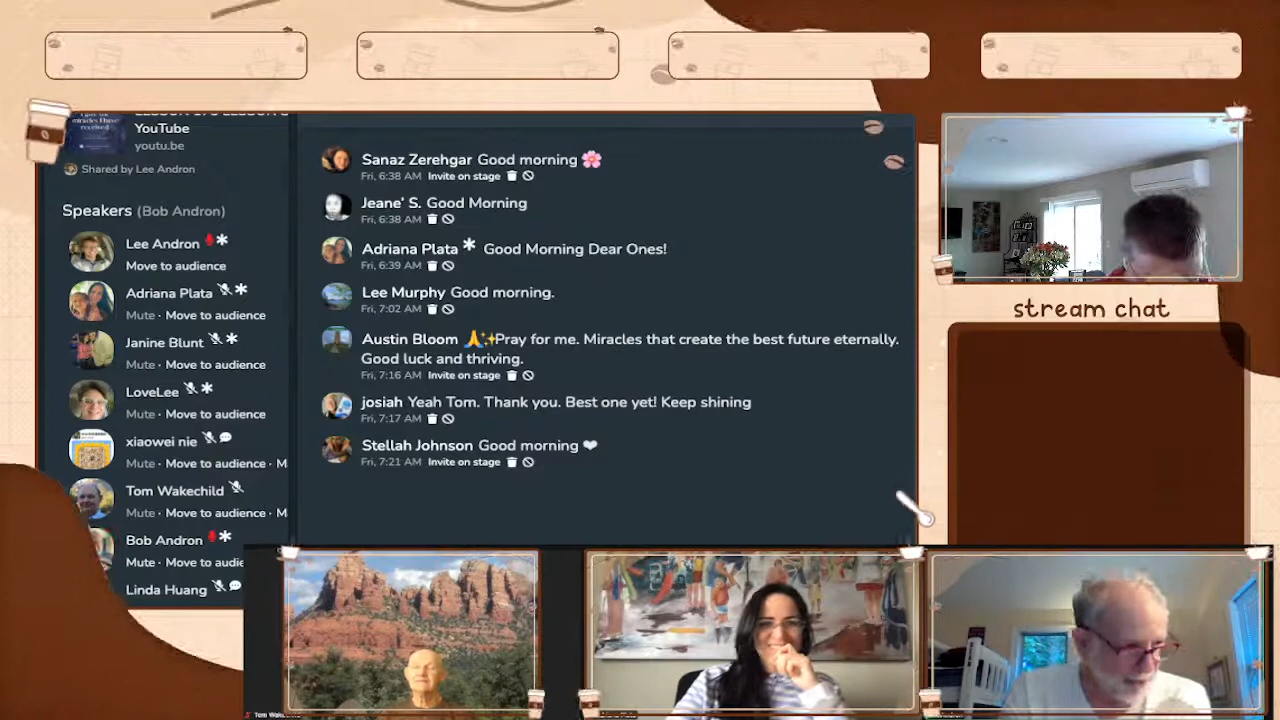 miracles I have
received
YouTube
youtu.be
Shared by Lee Andron
Speakers (Bob Andron)
Lee Andron
Move to audience
Adriana Plata
Mute · Move to audience
Janine Blunt
Mute · Move to audience
LoveLee
Mute · Move to audience
xiaowei nie
Mute · Move to audience · M
Tom Wakechild
Mute · Move to audience · M
Bob Andron
Mute · Move to audie
Linda Huang
Sanaz Zerehgar Good morning 🌸
Fri, 6:38 AM Invite on stage
Jeane' S. Good Morning
Fri, 6:38 AM
Adriana Plata * Good Morning Dear Ones!
Fri, 6:39 AM
Lee Murphy Good morning.
Fri, 7:02 AM
Austin Bloom 🙏✨Pray for me. Miracles that create the best future eternally.
Good luck and thriving.
Fri, 7:16 AM Invite on stage
josiah Yeah Tom. Thank you. Best one yet! Keep shining
Fri, 7:17 AM
Stellah Johnson Good morning ❤
Fri, 7:21 AM Invite on stage
stream chat